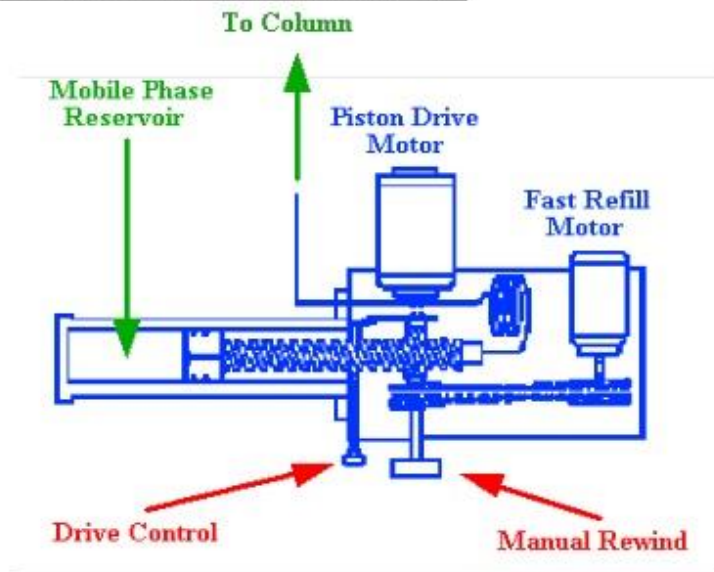 To Column
Mobile Phase
Reservoir
Piston Drive
Motor
Fast Refill
Motor
Drive Control
Manual Rewind